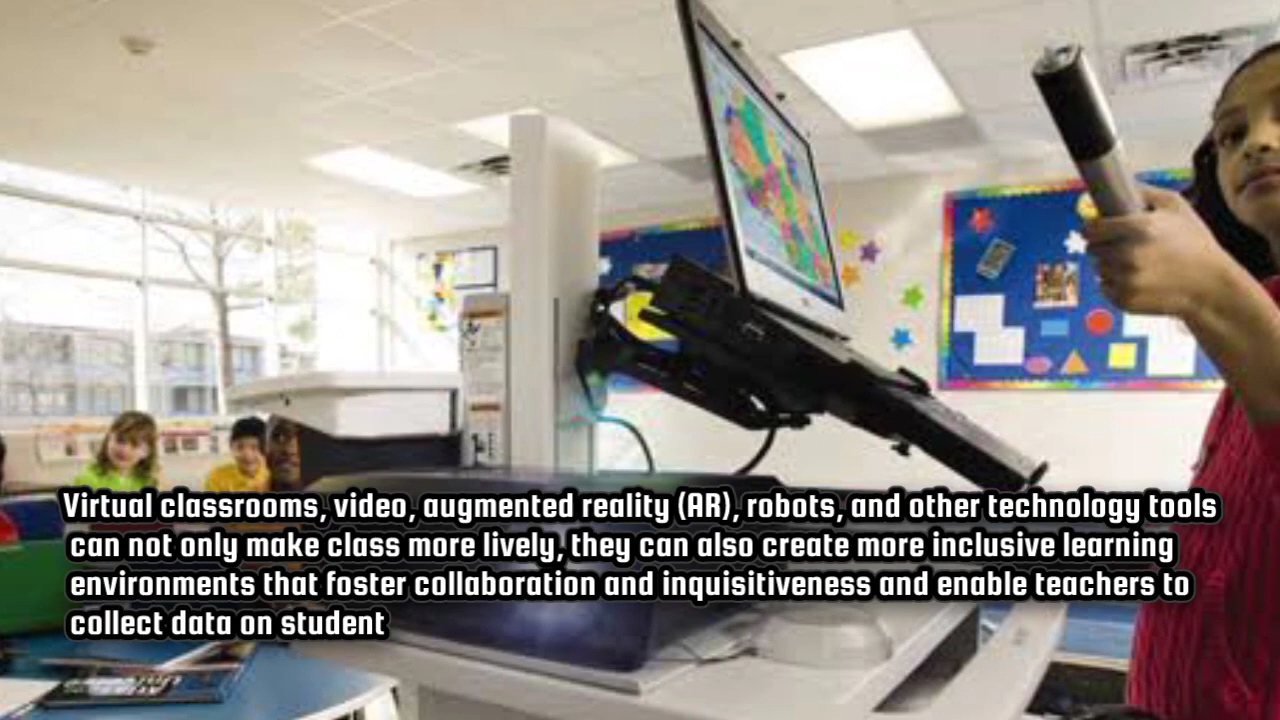 Virtual classrooms, video, augmented reality (AR), robots, and other technology tools
can not only make class more lively, they can also create more inclusive learning
environments that foster collaboration and inquisitiveness and enable teachers to
collect data on student